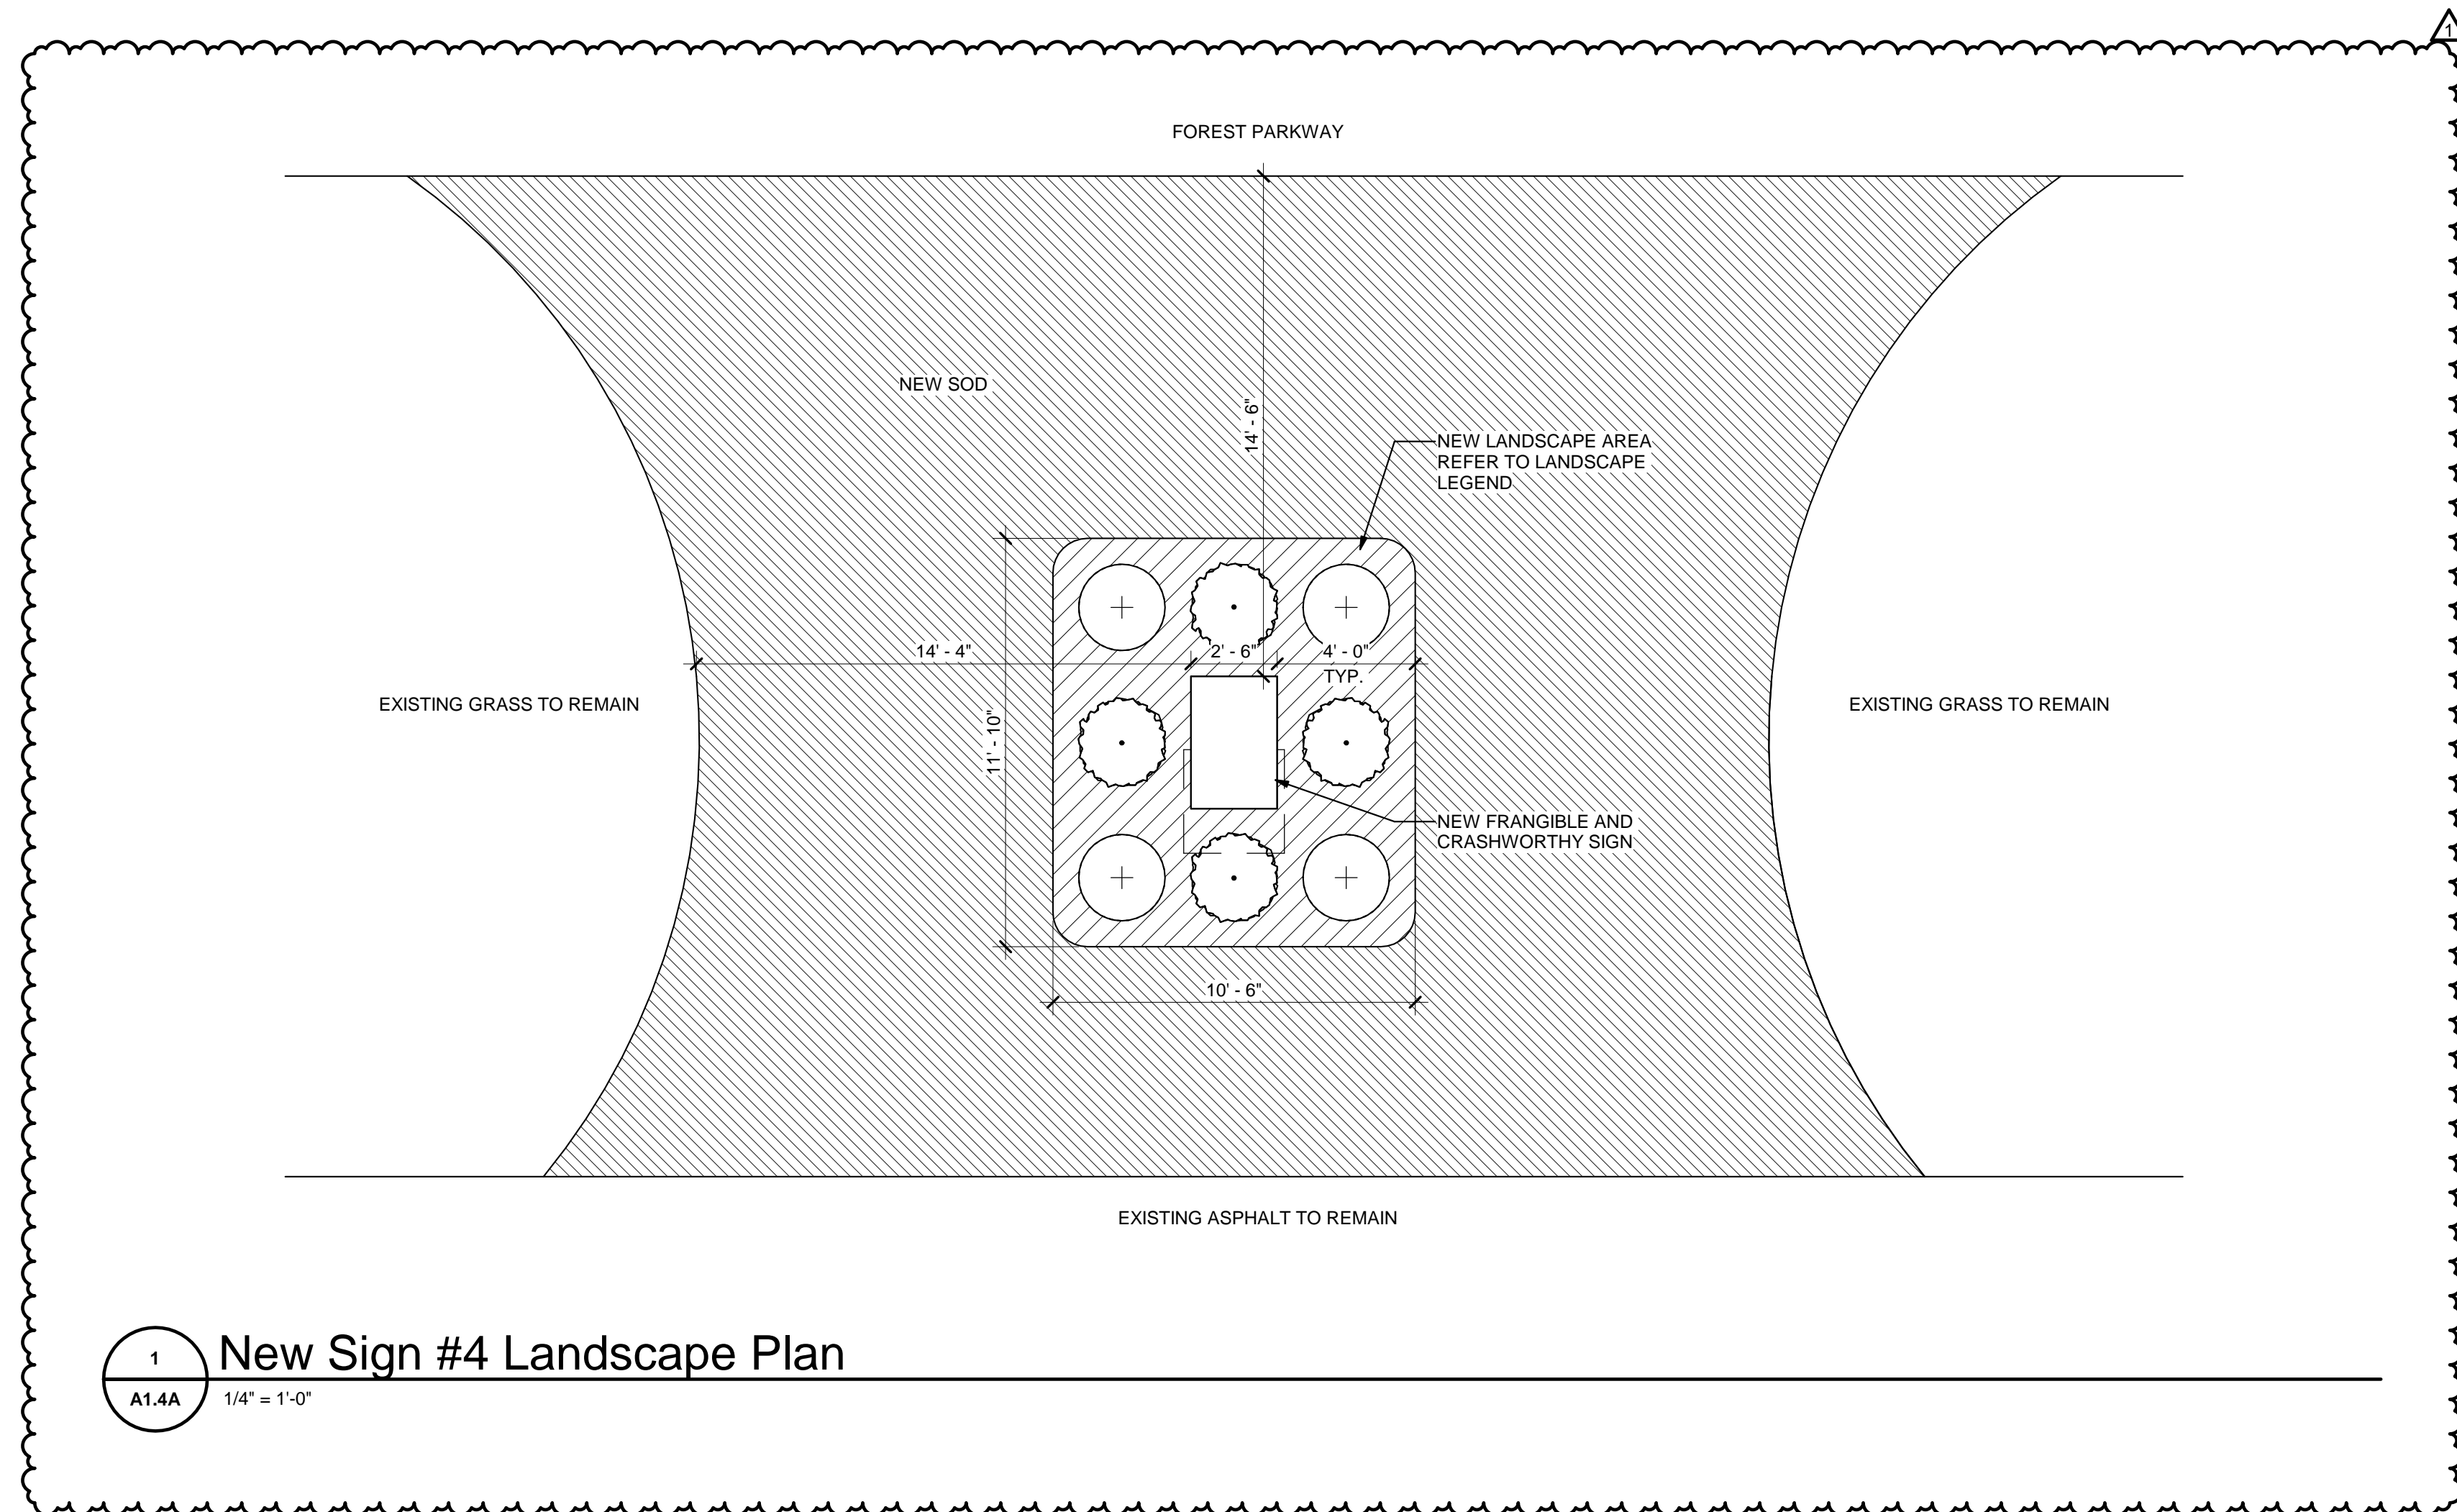 1
FOREST PARKWAY
NEW SOD
14' - 6"
NEW LANDSCAPE AREA
REFER TO LANDSCAPE
LEGEND
14' - 4"
2' - 6"
4' - 0"
TYP.
EXISTING GRASS TO REMAIN
11' - 10"
EXISTING GRASS TO REMAIN
NEW FRANGIBLE AND
CRASHWORTHY SIGN
10' - 6"
EXISTING ASPHALT TO REMAIN
1
New Sign #4 Landscape Plan
A1.4A
1/4" = 1'-0"